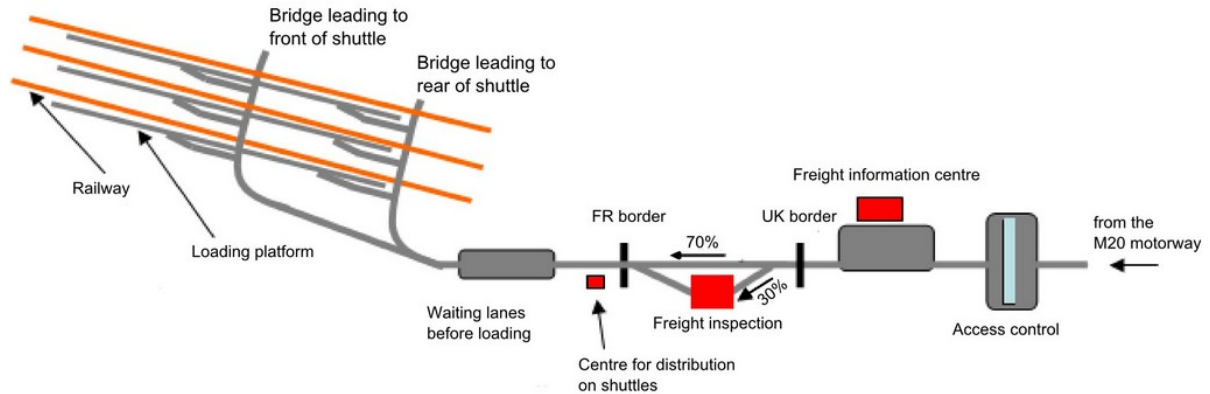 Bridge leading to
front of shuttle
Bridge leading to
rear of shuttle
Railway
Loading platform
Waiting lanes
before loading
FR border
70%
30%
Freight inspection
Centre for distribution
on shuttles
UK border
Freight information centre
Access control
from the
M20 motorway